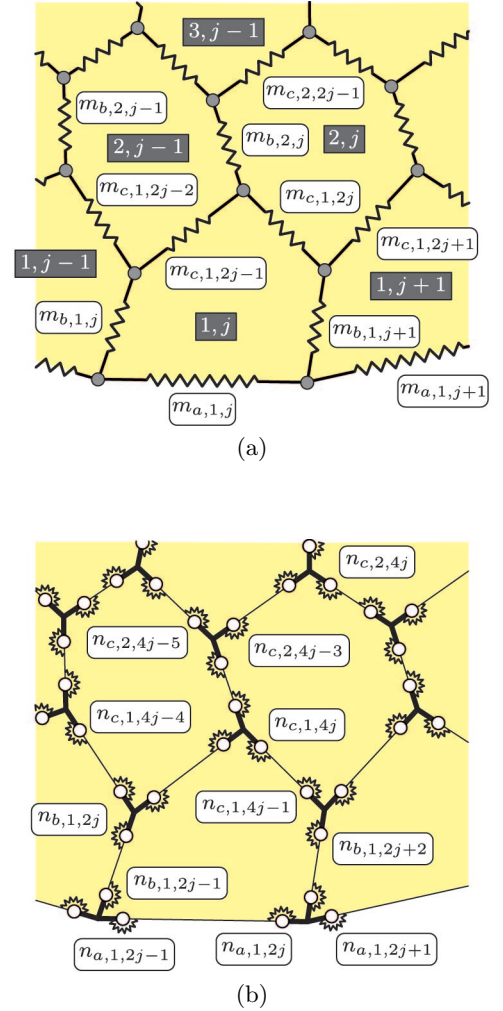 3, j − 1
m_{b,2,j−1}
m_{c,2,2j−1}
2, j − 1
m_{b,2,j}
2, j
m_{c,1,2j−2}
m_{c,1,2j}
1, j − 1
m_{c,1,2j−1}
m_{c,1,2j+1}
1, j + 1
m_{b,1,j}
1, j
m_{b,1,j+1}
m_{a,1,j}
m_{a,1,j+1}
(a)
n_{c,2,4j}
n_{c,2,4j−5}
n_{c,2,4j−3}
n_{c,1,4j−4}
n_{c,1,4j}
n_{b,1,2j}
n_{c,1,4j−1}
n_{b,1,2j+2}
n_{b,1,2j−1}
n_{a,1,2j−1}
n_{a,1,2j}
n_{a,1,2j+1}
(b)